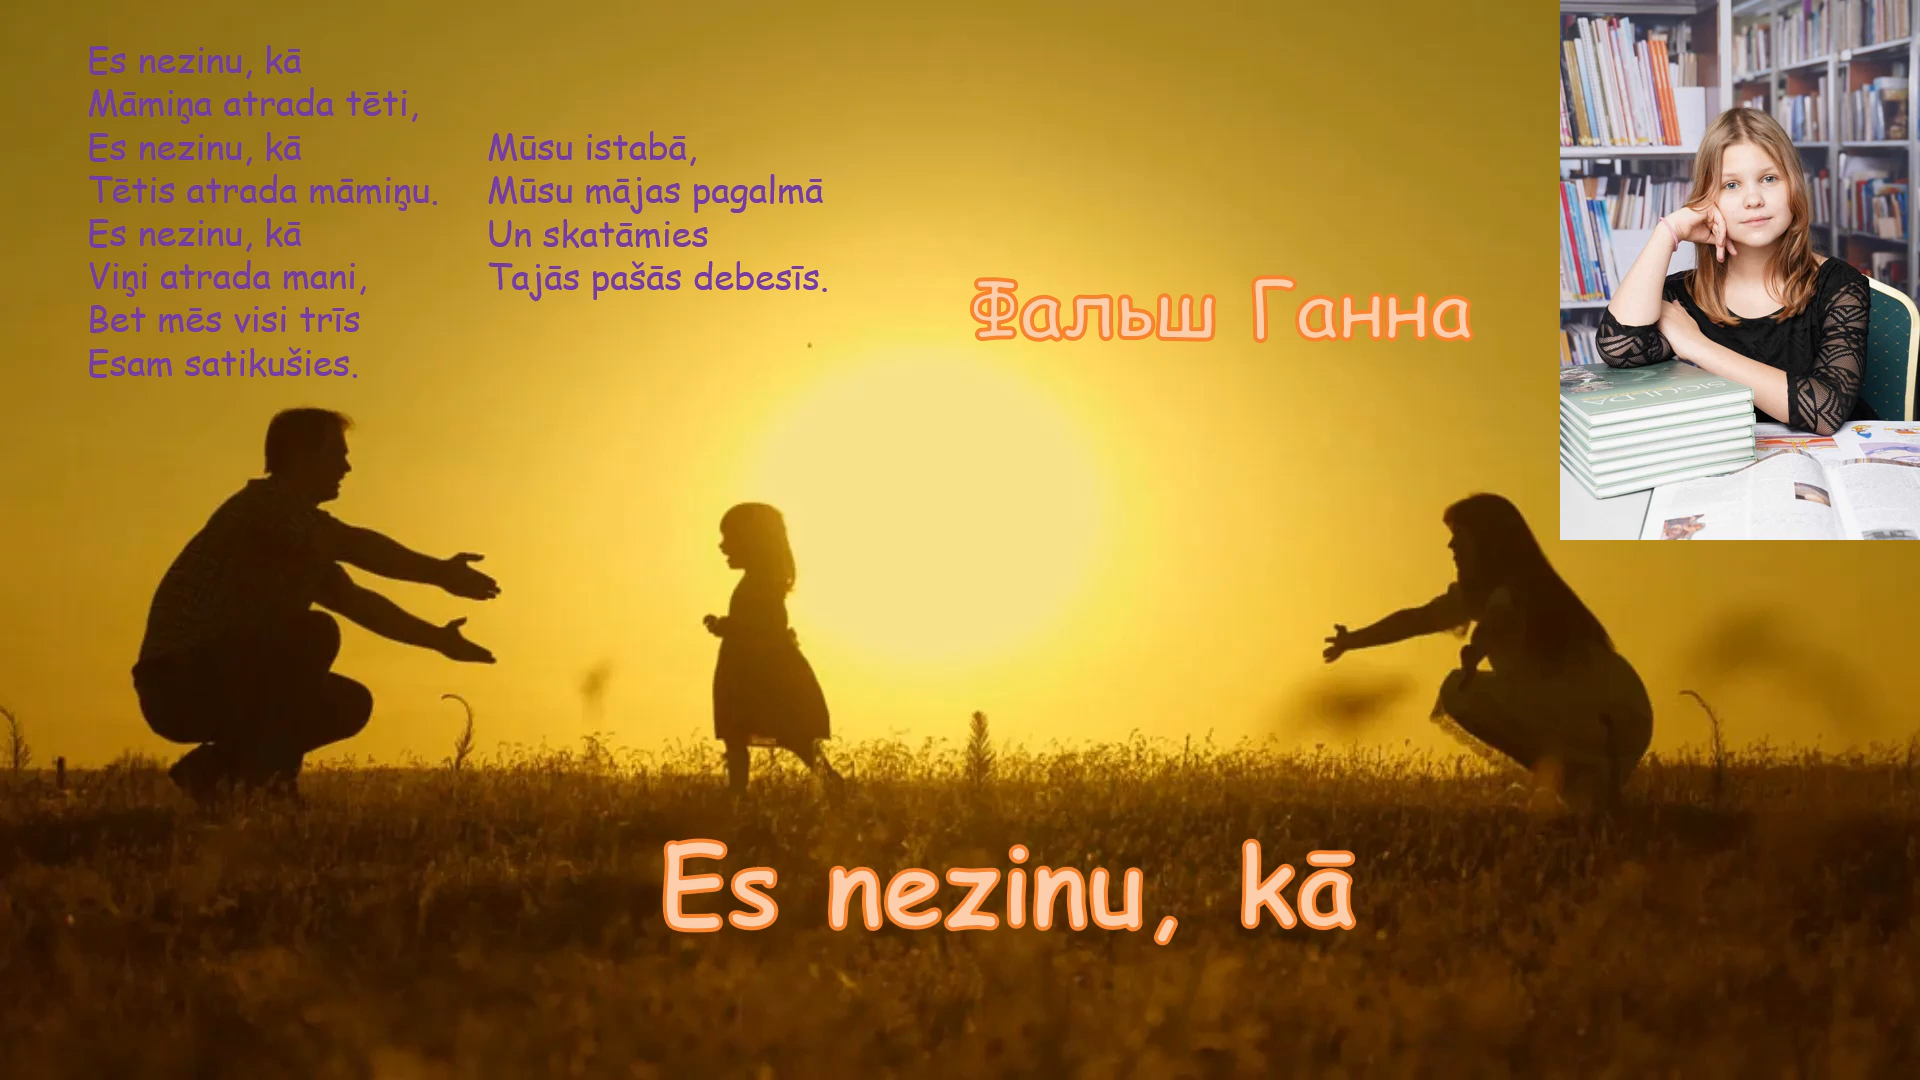 Es nezinu, kā
Māmiņa atrada tēti,
Es nezinu, kā
Tētis atrada māmiņu.
Es nezinu, kā
Viņi atrada mani,
Bet mēs visi trīs
Esam satikušies.
Mūsu istabā,
Mūsu mājas pagalmā
Un skatāmies
Tajās pašās debesīs.
Фальш Ганна
SIGULDA
Es nezinu, kā